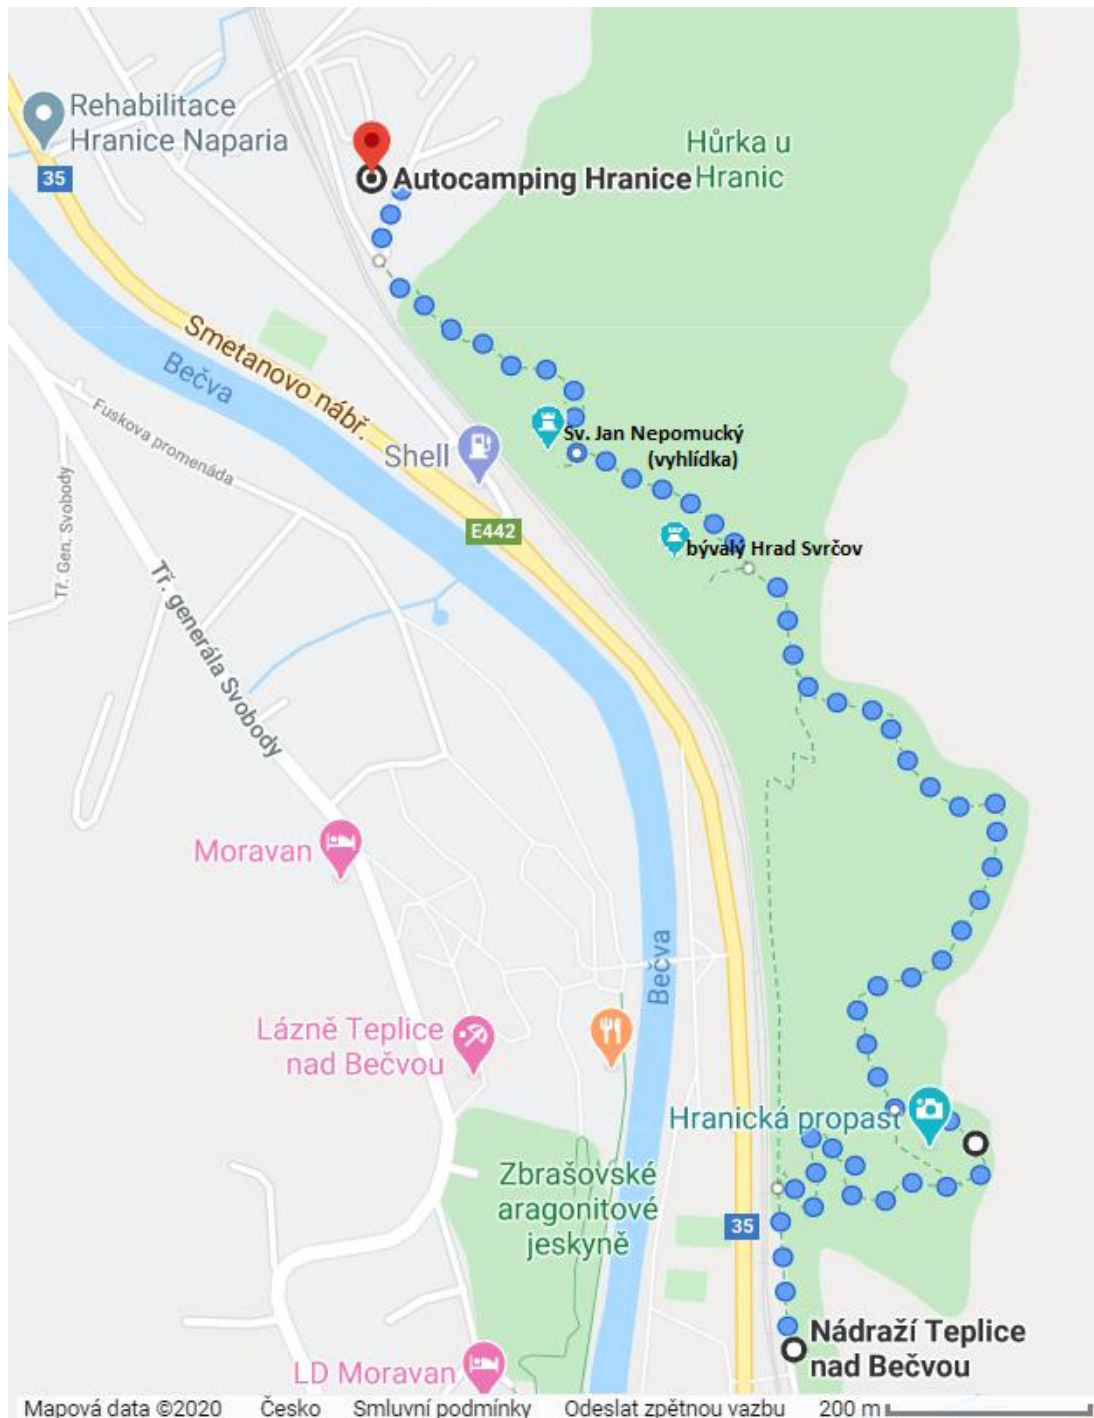 Rehabilitace
Hranice Naparia
35
Autocamping Hranice
Hůrka u
Hranic
Smetanovo nábř.
Bečva
Fuskova promenáda
Shell
Sv. Jan Nepomucký
(vyhlídka)
Tř. Gen. Svobody
E442
bývalý Hrad Svrčov
Tř. generála Svobody
Moravan
Bečva
Lázně Teplice
nad Bečvou
Hranická propast
Zbrašovské
aragonitové
jeskyně
35
Nádraží Teplice
nad Bečvou
LD Moravan
Mapová data ©2020 Česko Smluvní podmínky Odeslat zpětnou vazbu 200 m